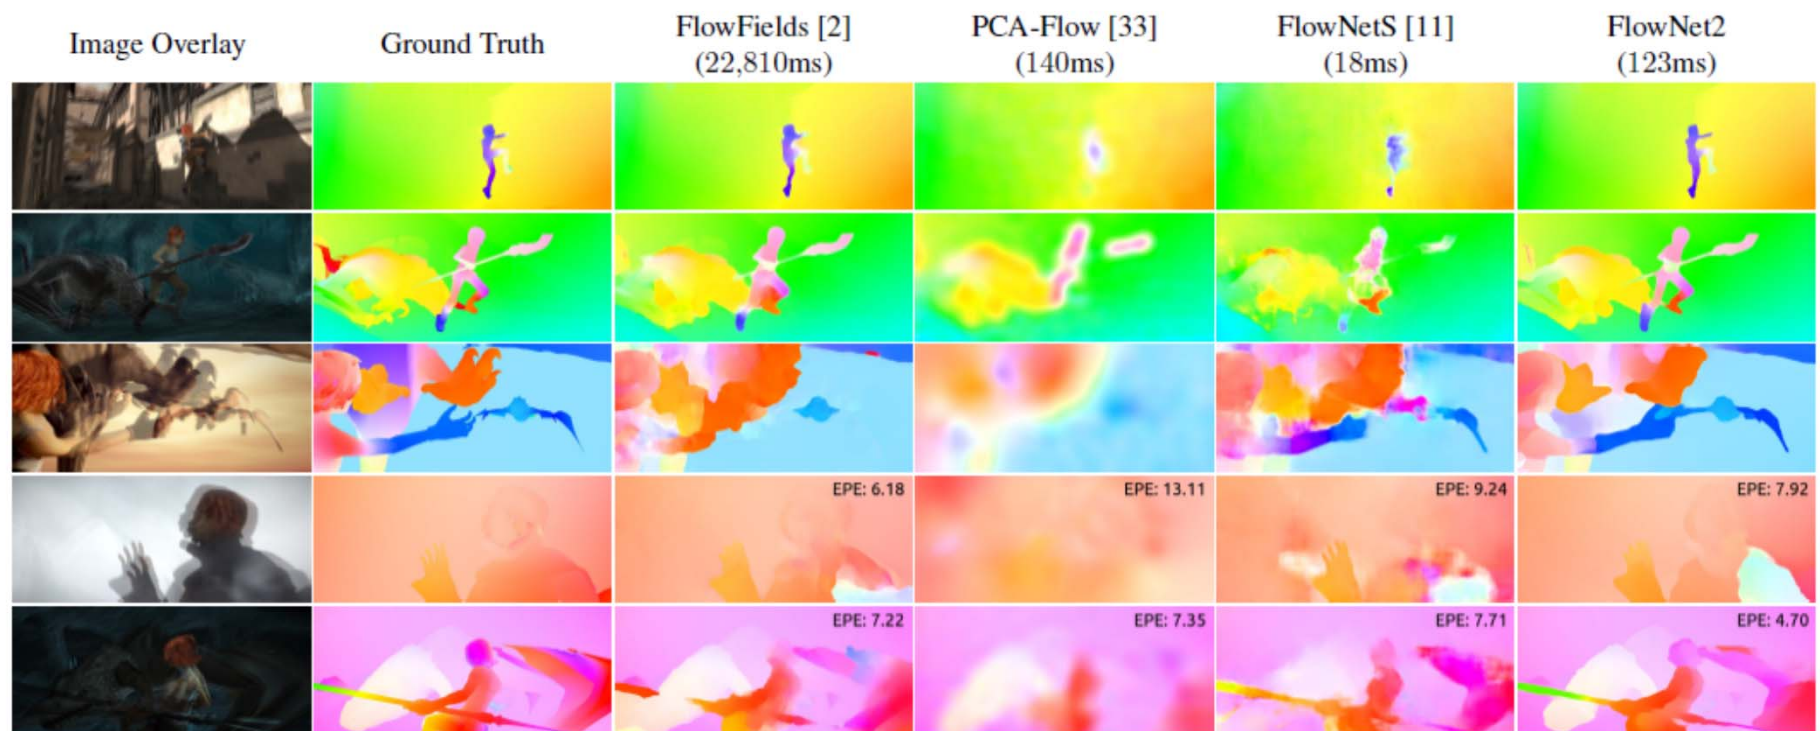 Image Overlay
Ground Truth
FlowFields [2]
(22,810ms)
PCA-Flow [33]
(140ms)
FlowNetS [11]
(18ms)
FlowNet2
(123ms)
EPE: 6.18
EPE: 13.11
EPE: 9.24
EPE: 7.92
EPE: 7.22
EPE: 7.35
EPE: 7.71
EPE: 4.70